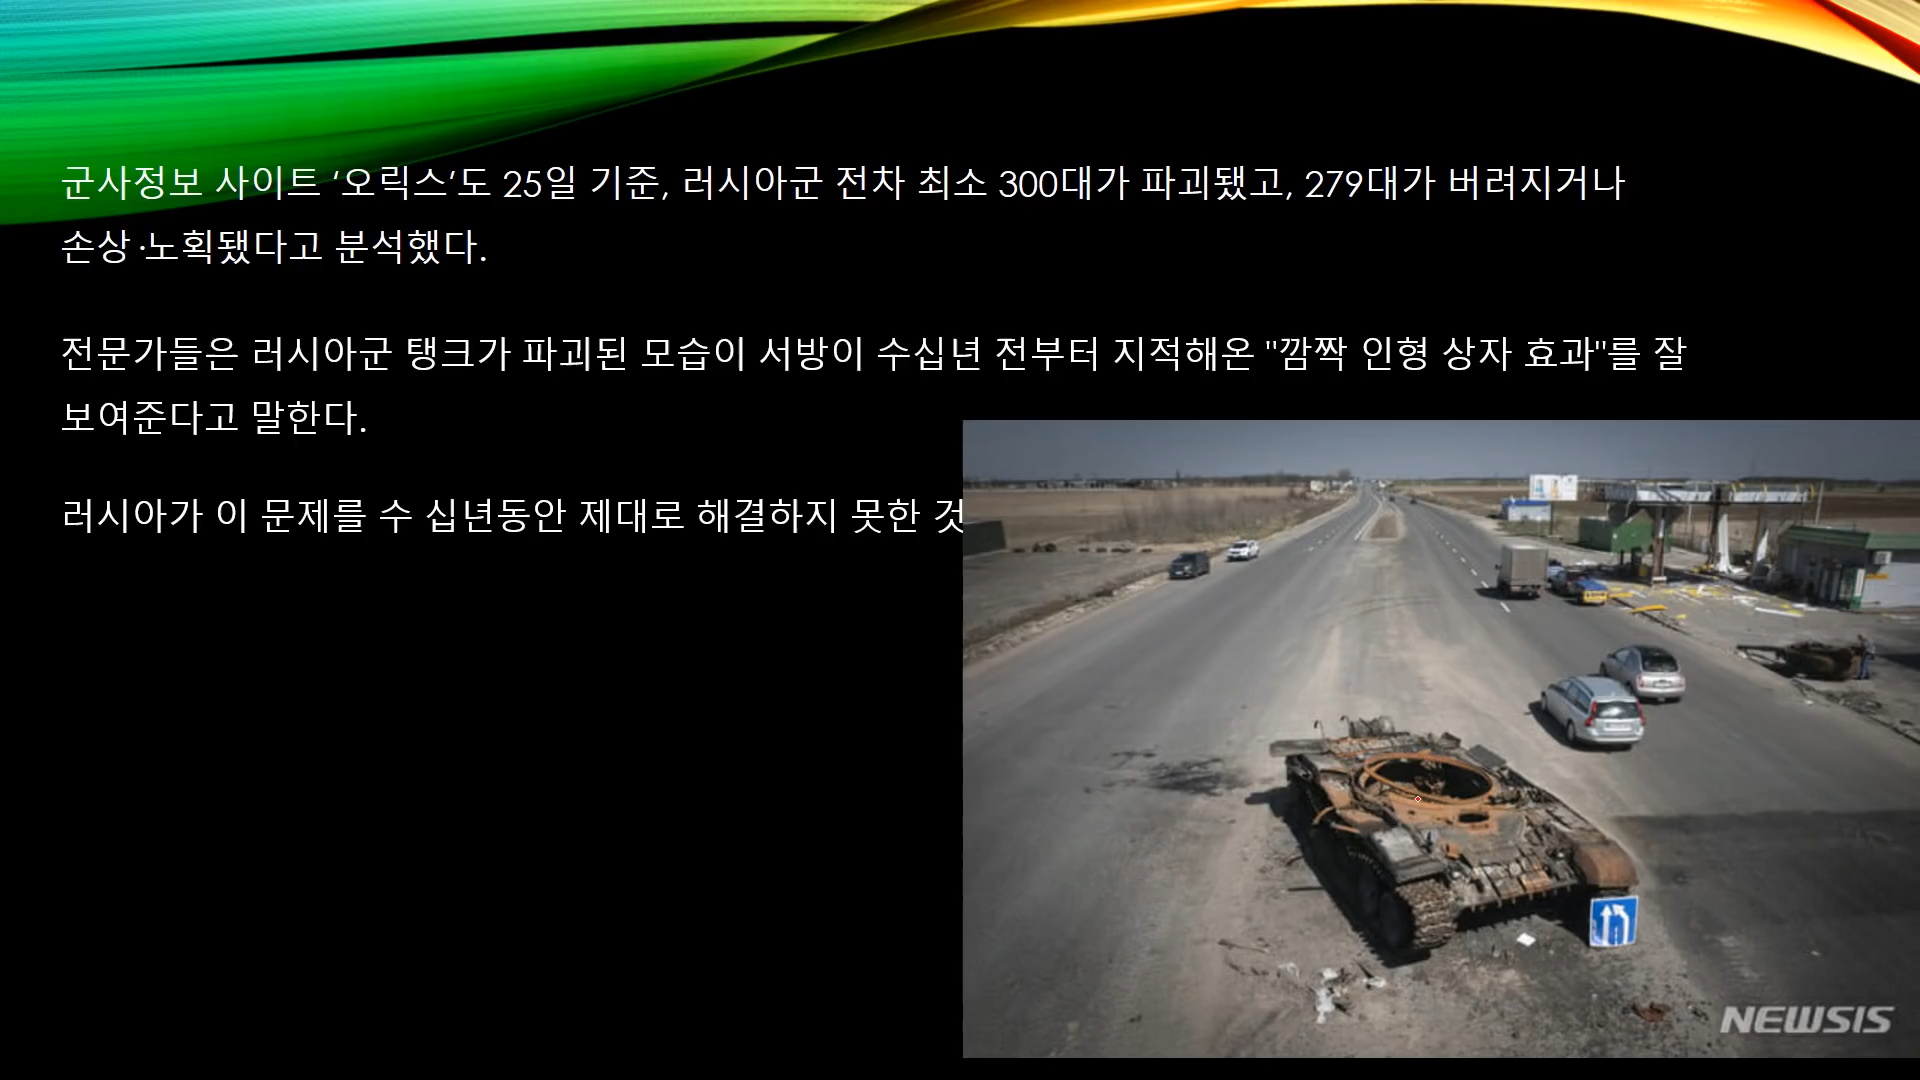 군사정보 사이트 ‘오릭스’도 25일 기준, 러시아군 전차 최소 300대가 파괴됐고, 279대가 버려지거나
손상·노획됐다고 분석했다.
전문가들은 러시아군 탱크가 파괴된 모습이 서방이 수십년 전부터 지적해온 "깜짝 인형 상자 효과"를 잘
보여준다고 말한다.
러시아가 이 문제를 수 십년동안 제대로 해결하지 못한 것
NEWSIS